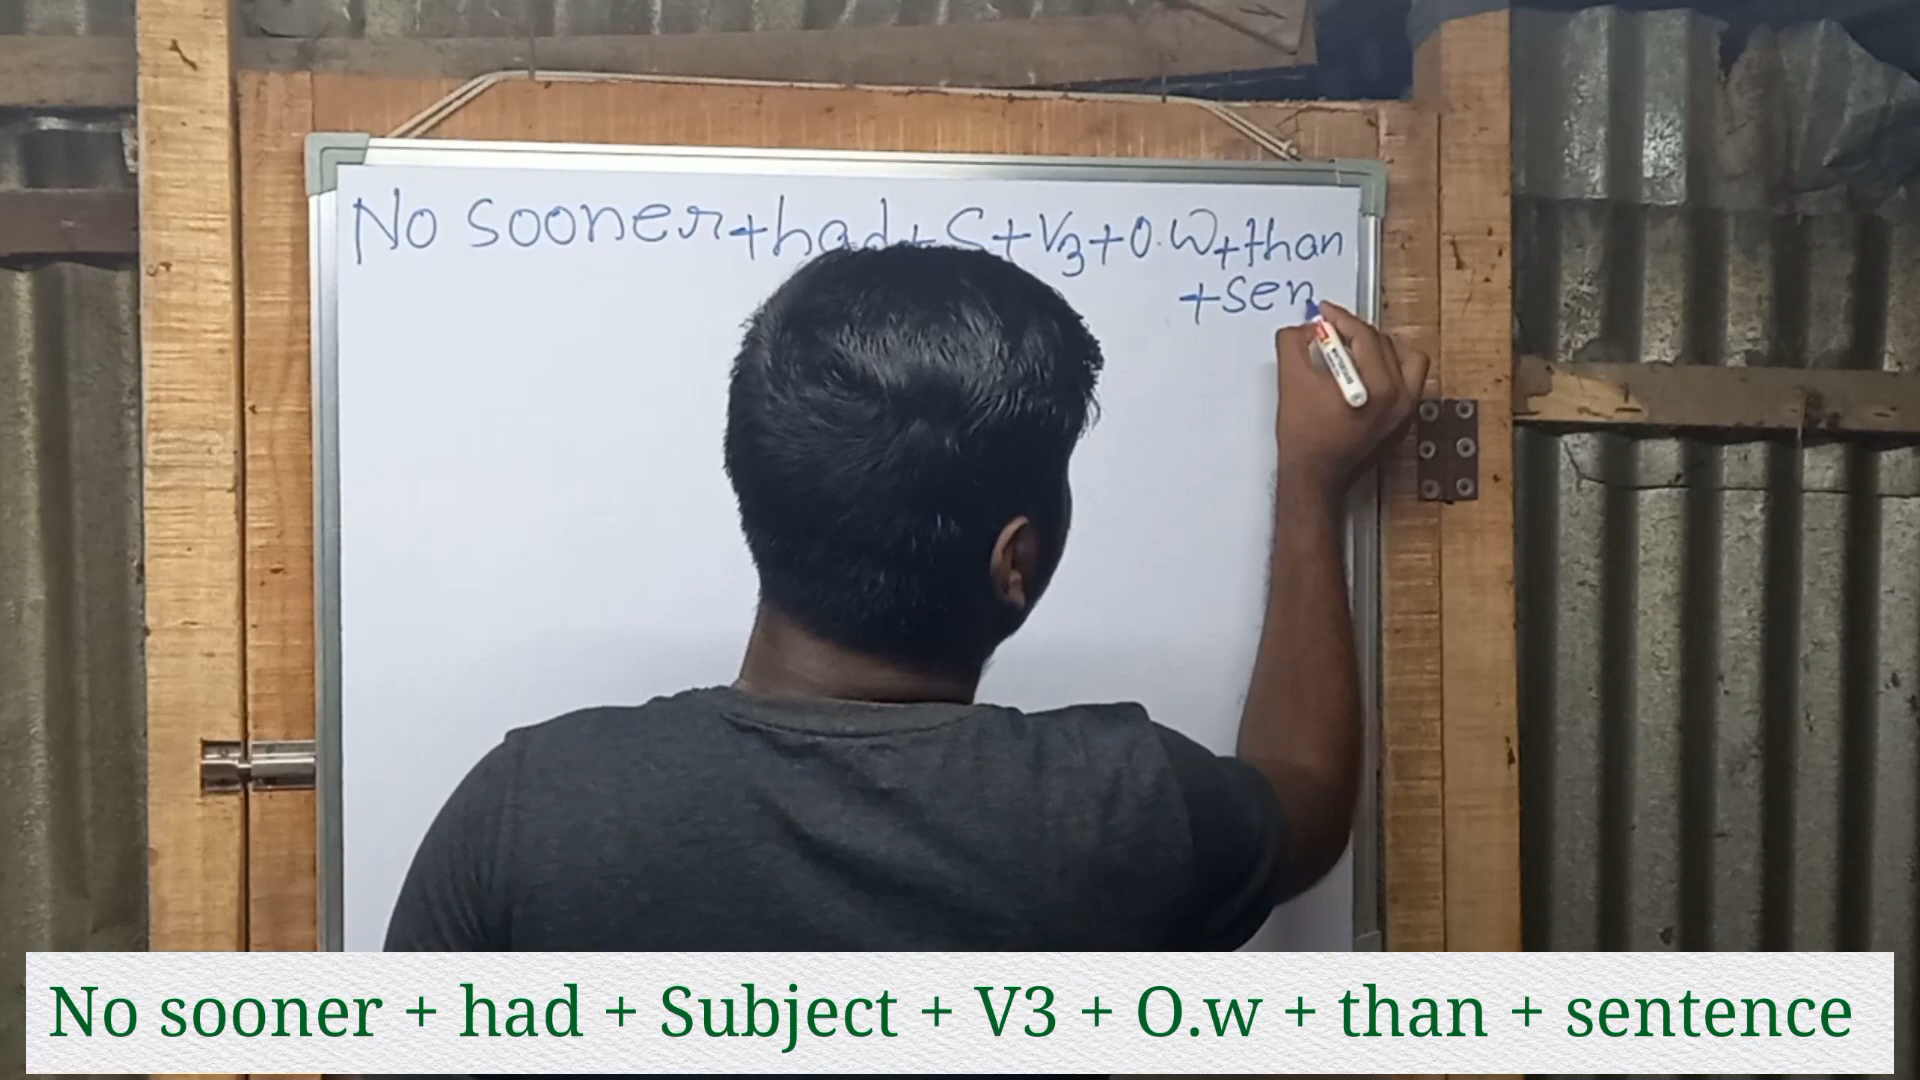 No sooner+had+S+V3+O.W+than
+sen
No sooner + had + Subject + V3 + O.w + than + sentence